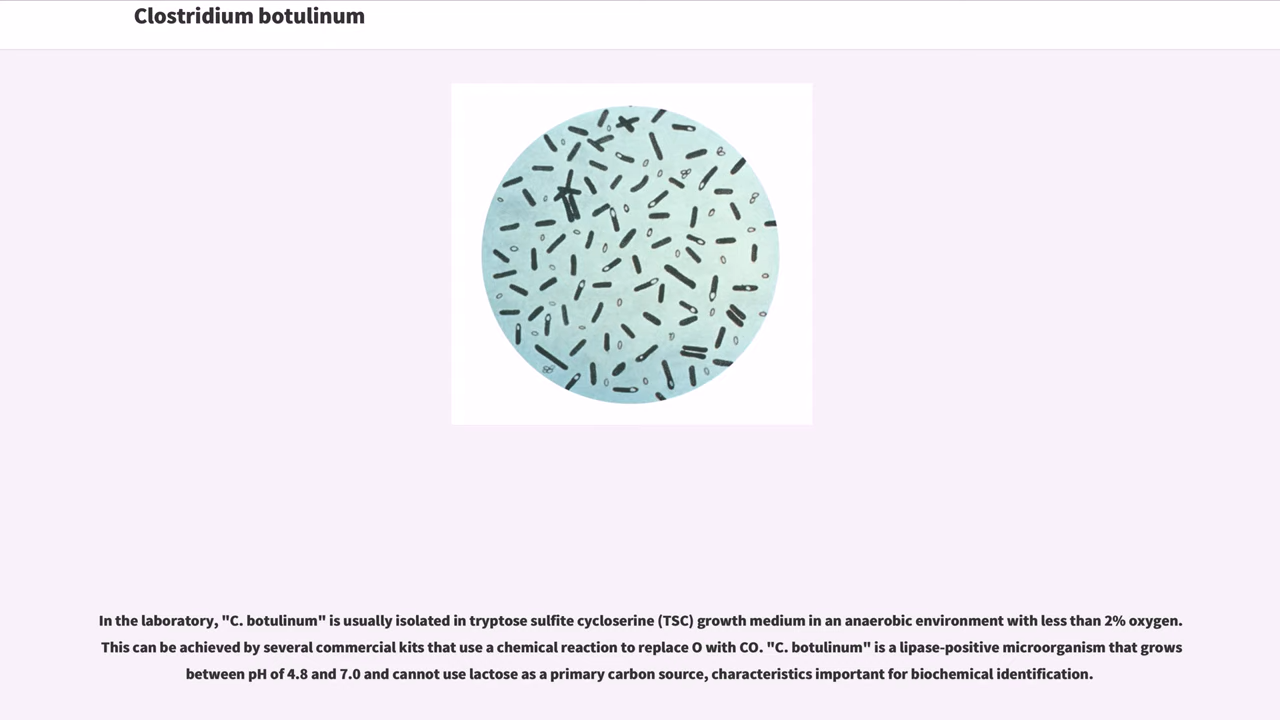 Clostridium botulinum
In the laboratory, "C. botulinum" is usually isolated in tryptose sulfite cycloserine (TSC) growth medium in an anaerobic environment with less than 2% oxygen.
This can be achieved by several commercial kits that use a chemical reaction to replace O with CO. "C. botulinum" is a lipase-positive microorganism that grows
between pH of 4.8 and 7.0 and cannot use lactose as a primary carbon source, characteristics important for biochemical identification.